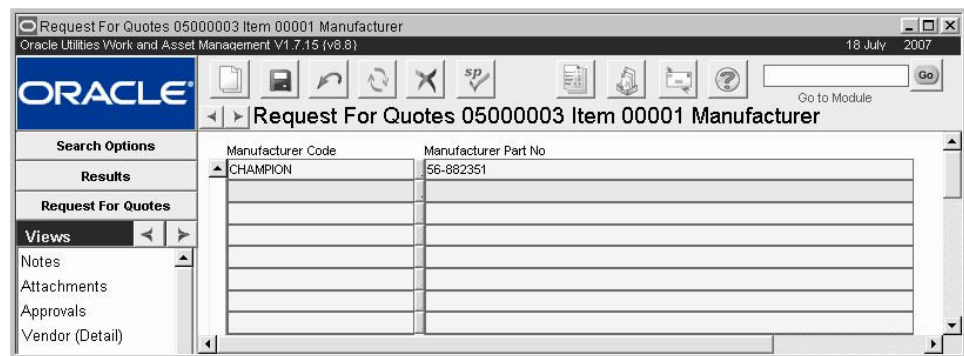 Request For Quotes 05000003 Item 00001 Manufacturer
Oracle Utilities Work and Asset Management V1.7.15 {v8.8} 18 July 2007
ORACLE
sp
? Go
Go to Module
Request For Quotes 05000003 Item 00001 Manufacturer
Search Options
Results
Request For Quotes
Views
Notes
Attachments
Approvals
Vendor (Detail)
Manufacturer Code Manufacturer Part No
CHAMPION 56-882351